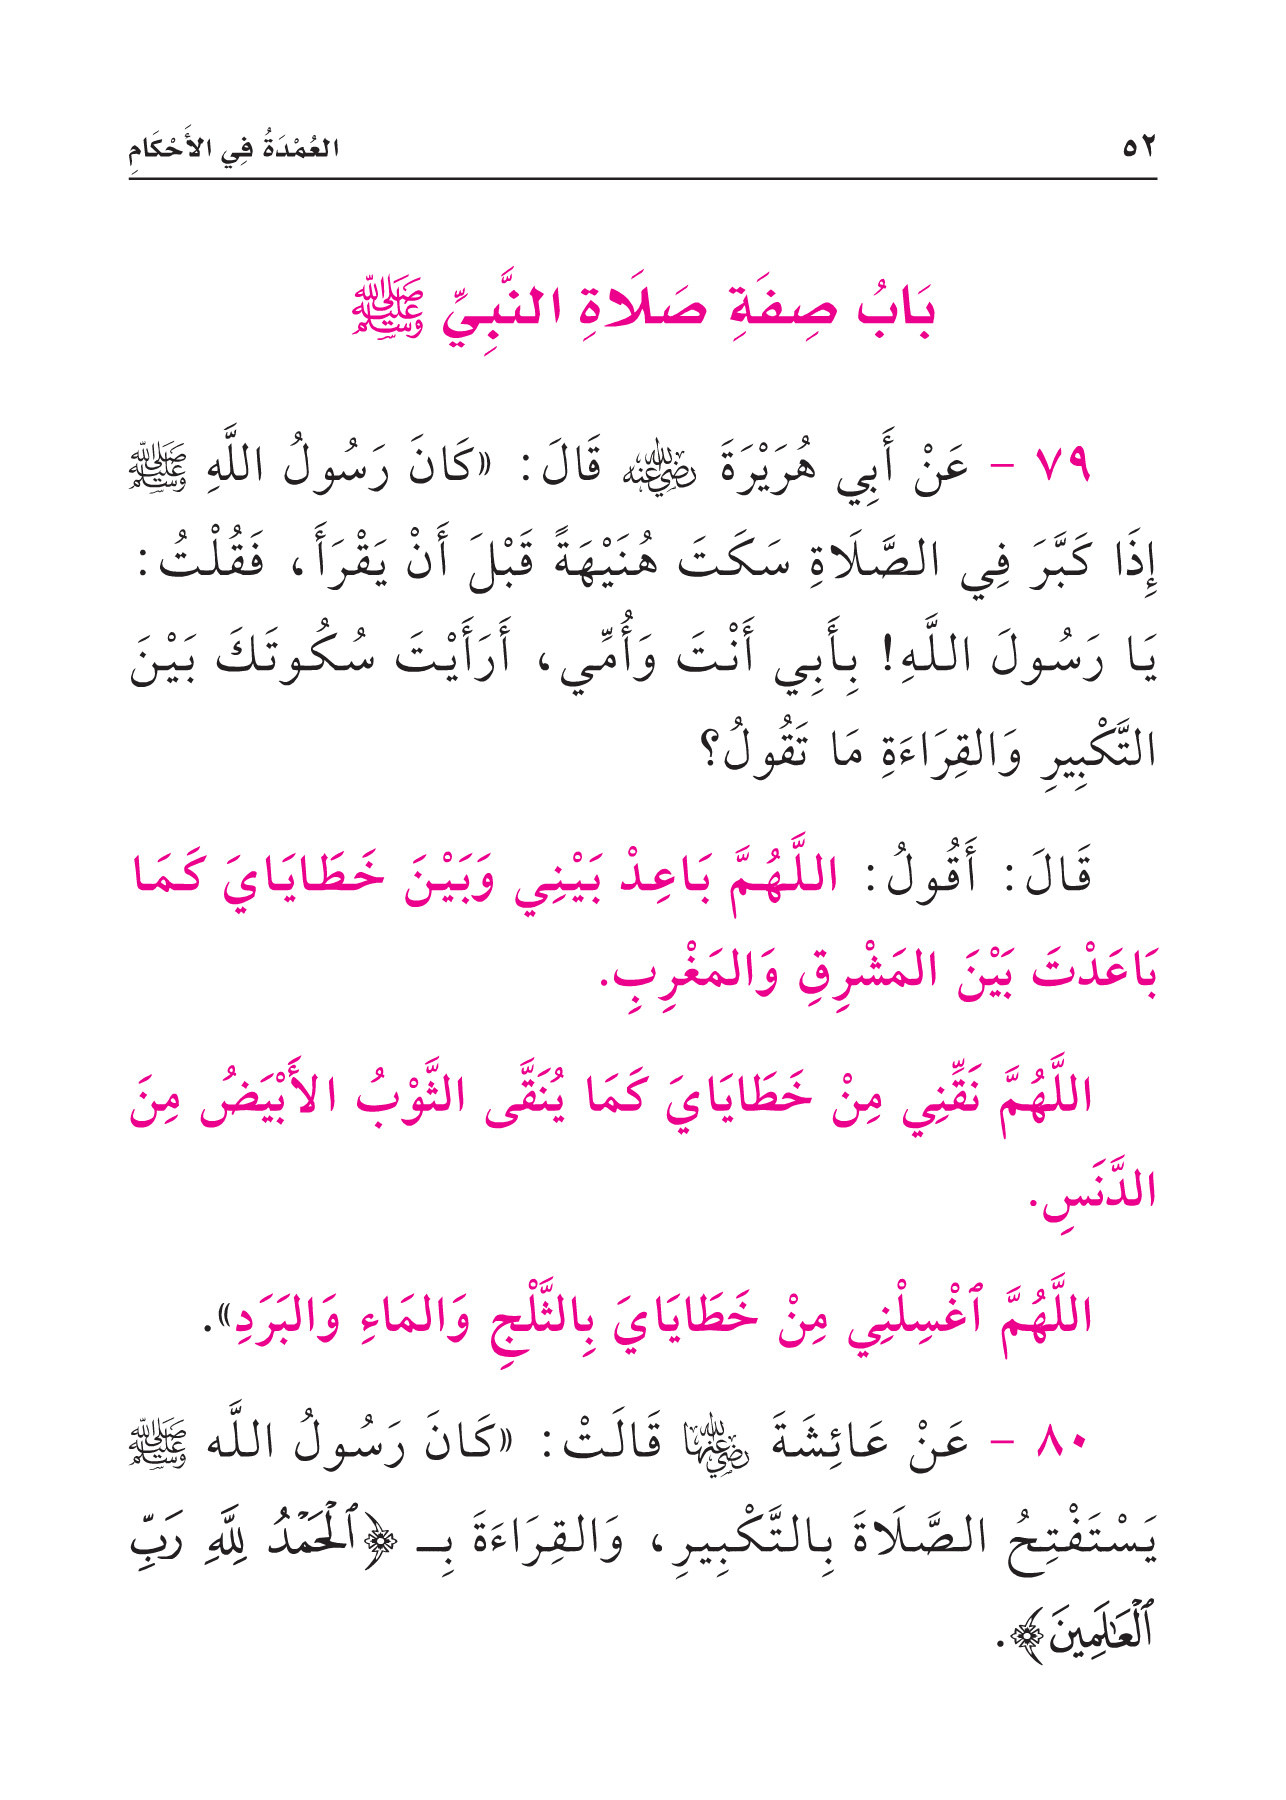 ٥٢
العُمْدَةُ فِي الأَحْكَامِ
بَابُ صِفَةِ صَلَاةِ النَّبِيِّ ﷺ
٧٩ - عَنْ أَبِي هُرَيْرَةَ رضي الله عنه قَالَ: «كَانَ رَسُولُ اللَّهِ ﷺ
إِذَا كَبَّرَ فِي الصَّلَاةِ سَكَتَ هُنَيْهَةً قَبْلَ أَنْ يَقْرَأَ، فَقُلْتُ:
يَا رَسُولَ اللَّهِ! بِأَبِي أَنْتَ وَأُمِّي، أَرَأَيْتَ سُكُوتَكَ بَيْنَ
التَّكْبِيرِ وَالقِرَاءَةِ مَا تَقُولُ؟
قَالَ: أَقُولُ: اللَّهُمَّ بَاعِدْ بَيْنِي وَبَيْنَ خَطَايَايَ كَمَا
بَاعَدْتَ بَيْنَ المَشْرِقِ وَالمَغْرِبِ.
اللَّهُمَّ نَقِّنِي مِنْ خَطَايَايَ كَمَا يُنَقَّى الثَّوْبُ الأَبْيَضُ مِنَ
الدَّنَسِ.
اللَّهُمَّ ٱغْسِلْنِي مِنْ خَطَايَايَ بِالثَّلْجِ وَالمَاءِ وَالبَرَدِ».
٨٠ - عَنْ عَائِشَةَ رضي الله عنها قَالَتْ: «كَانَ رَسُولُ اللَّه ﷺ
يَسْتَفْتِحُ الصَّلَاةَ بِالتَّكْبِيرِ، وَالقِرَاءَةَ بِـ ﴿ٱلْحَمْدُ لِلَّهِ رَبِّ
ٱلْعَٰلَمِينَ﴾.